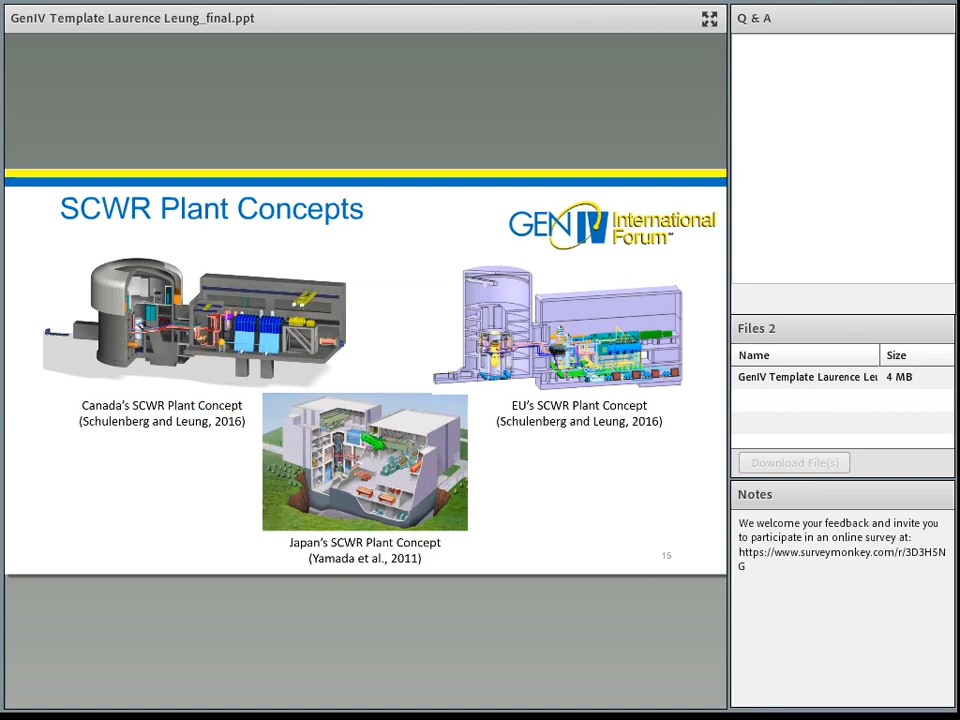 GenIV Template Laurence Leung_final.ppt
SCWR Plant Concepts
GEN IV International
Forum™
Canada's SCWR Plant Concept
(Schulenberg and Leung, 2016)
EU's SCWR Plant Concept
(Schulenberg and Leung, 2016)
Japan's SCWR Plant Concept
(Yamada et al., 2011)
15
Q & A
Files 2
Name Size
GenIV Template Laurence Leu 4 MB
Download File(s)
Notes
We welcome your feedback and invite you
to participate in an online survey at:
https://www.surveymonkey.com/r/3D3H5N
G